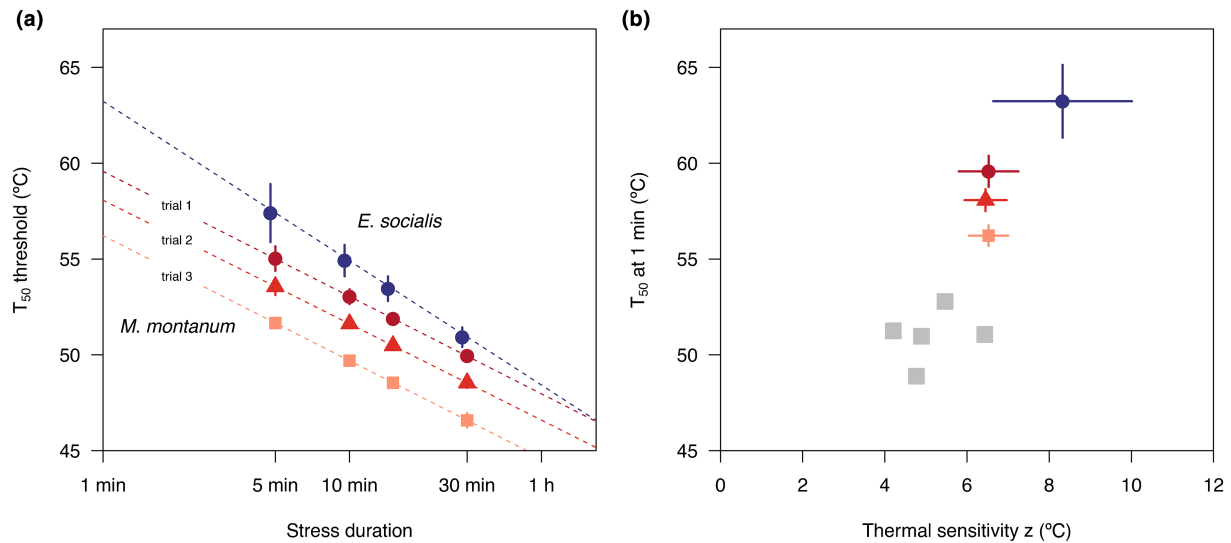 (a)
65
60
55
50
45
T50 threshold (ºC)
trial 1
trial 2
trial 3
E. socialis
M. montanum
1 min
5 min
10 min
30 min
1 h
Stress duration
(b)
65
60
55
50
45
T50 at 1 min (ºC)
0
2
4
6
8
10
12
Thermal sensitivity z (ºC)